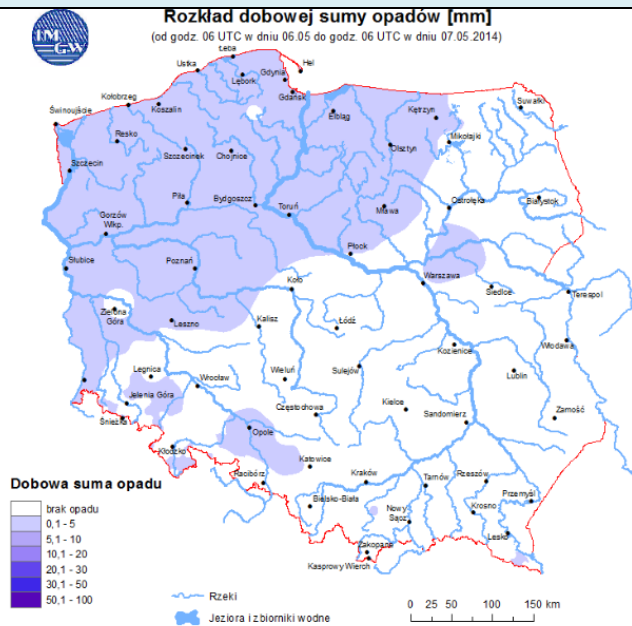 IM
GW
Rozkład dobowej sumy opadów [mm]
(od godz. 06 UTC w dniu 06.05 do godz. 06 UTC w dniu 07.05.2014)
Łeba
Hel
Ustka
Gdynia
Lębork
Kołobrzeg
Gdańsk
Koszalin
Suwałki
Świnoujście
Elbląg
Kętrzyn
Resko
Mikołajki
Szczecinek
Chojnice
Olsztyn
Szczecin
Piła
Bydgoszcz
Toruń
Mława
Ostrołęka
Białystok
Gorzów
Wlkp.
Płock
Słubice
Poznań
Warszawa
Koło
Siedlce
Terespol
Zielona
Góra
Leszno
Kalisz
Łódź
Kozienice
Włodawa
Legnica
Wrocław
Wieluń
Sulejów
Lublin
Jelenia Góra
Kielce
Częstochowa
Sandomierz
Zamość
Śnieżka
Opole
Kłodzko
Katowice
Racibórz
Kraków
Tarnów
Rzeszów
Bielsko-Biała
Przemyśl
Nowy
Sącz
Krosno
Lesko
Zakopane
Kasprowy Wierch
Dobowa suma opadu
brak opadu
0,1 - 5
5,1 - 10
10,1 - 20
20,1 - 30
30,1 - 50
50,1 - 100
Rzeki
Jeziora i zbiorniki wodne
0 25 50 100 150 km